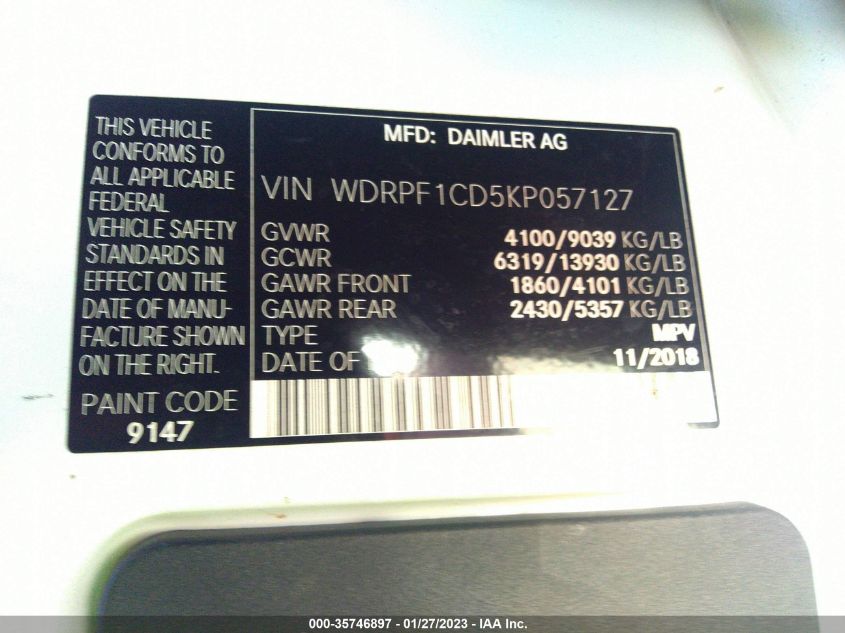 THIS VEHICLE
CONFORMS TO
ALL APPLICABLE
FEDERAL
VEHICLE SAFETY
STANDARDS IN
EFFECT ON THE
DATE OF MANU-
FACTURE SHOWN
ON THE RIGHT.
PAINT CODE
9147
MFD: DAIMLER AG
VIN WDRPF1CD5KP057127
GVWR 4100/9039 KG/LB
GCWR 6319/13930 KG/LB
GAWR FRONT 1860/4101 KG/LB
GAWR REAR 2430/5357 KG/LB
TYPE MPV
DATE OF 11/2018
000-35746897 - 01/27/2023 - IAA Inc.